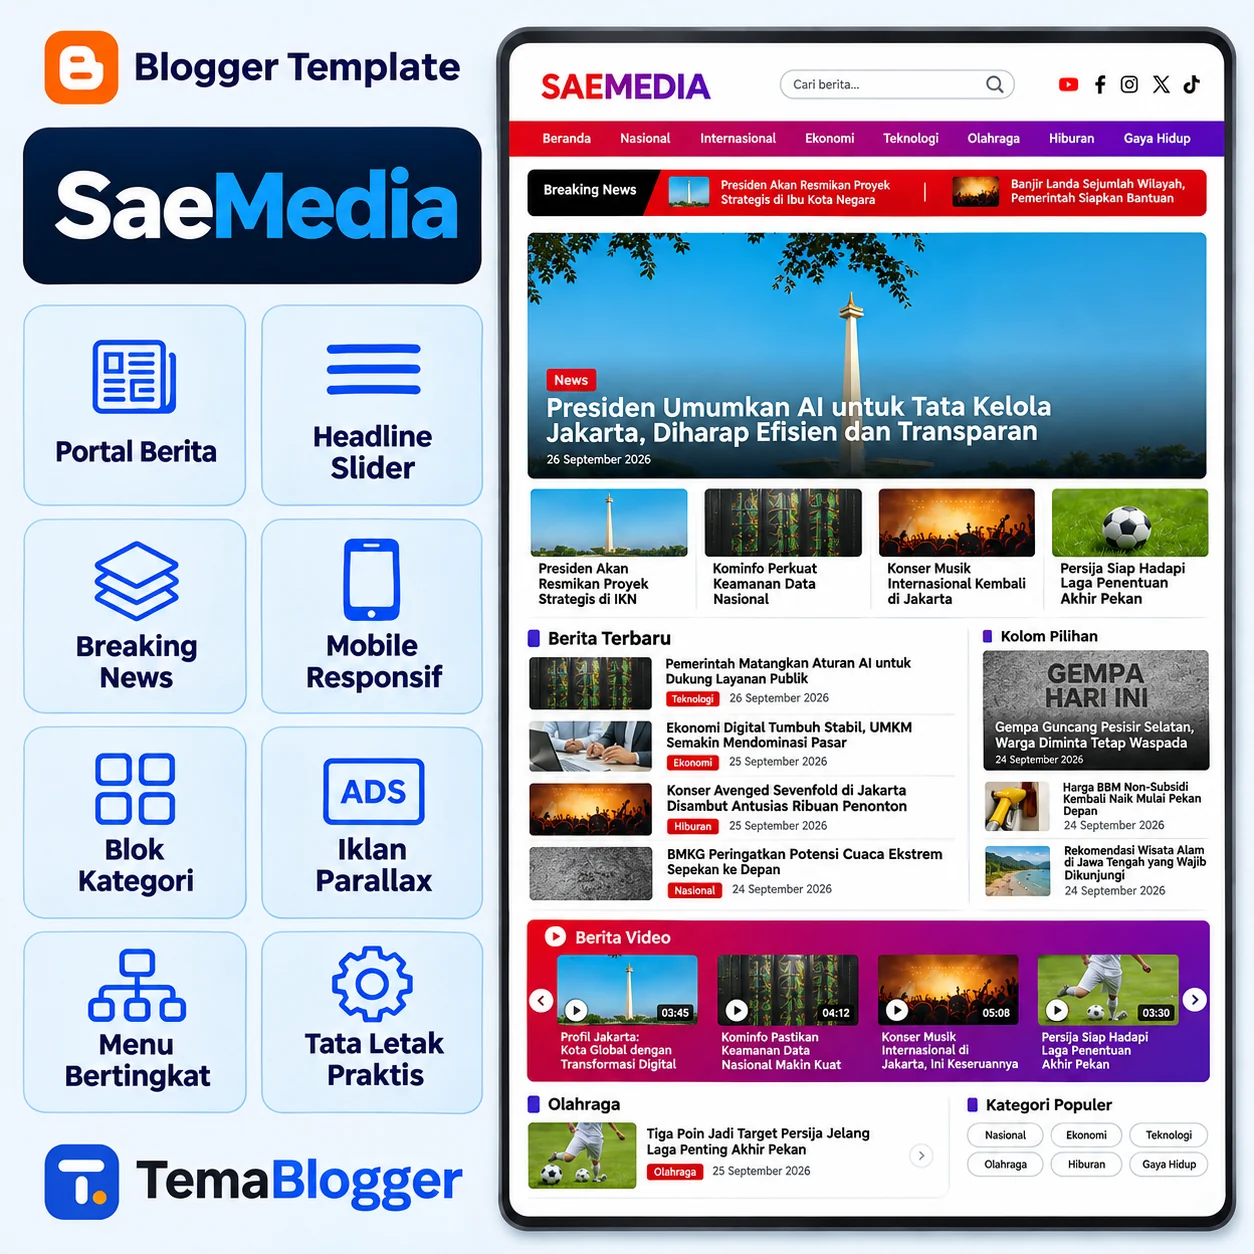 Blogger Template
SaeMedia
Portal Berita
Headline
Slider
Breaking
News
Mobile
Responsif
Blok
Kategori
ADS
Iklan
Parallax
Menu
Bertingkat
Tata Letak
Praktis
TemaBlogger
SAEMEDIA
Cari berita...
Beranda Nasional Internasional Ekonomi Teknologi Olahraga Hiburan Gaya Hidup
Breaking News
Presiden Akan Resmikan Proyek
Strategis di Ibu Kota Negara
Banjir Landa Sejumlah Wilayah,
Pemerintah Siapkan Bantuan
News
Presiden Umumkan AI untuk Tata Kelola
Jakarta, Diharap Efisien dan Transparan
26 September 2026
Presiden Akan
Resmikan Proyek
Strategis di IKN
Kominfo Perkuat
Keamanan Data
Nasional
Konser Musik
Internasional Kembali
di Jakarta
Persija Siap Hadapi
Laga Penentuan
Akhir Pekan
Berita Terbaru
Pemerintah Matangkan Aturan AI untuk
Dukung Layanan Publik
Teknologi 26 September 2026
Ekonomi Digital Tumbuh Stabil, UMKM
Semakin Mendominasi Pasar
Ekonomi 25 September 2026
Konser Avenged Sevenfold di Jakarta
Disambut Antusias Ribuan Penonton
Hiburan 25 September 2026
BMKG Peringatkan Potensi Cuaca Ekstrem
Sepekan ke Depan
Nasional 24 September 2026
Kolom Pilihan
GEMPA
HARI INI
Gempa Guncang Pesisir Selatan,
Warga Diminta Tetap Waspada
24 September 2026
Harga BBM Non-Subsidi
Kembali Naik Mulai Pekan
Depan
24 September 2026
Rekomendasi Wisata Alam
di Jawa Tengah yang Wajib
Dikunjungi
24 September 2026
Berita Video
03:45
Profil Jakarta:
Kota Global dengan
Transformasi Digital
04:12
Kominfo Pastikan
Keamanan Data
Nasional Makin Kuat
05:08
Konser Musik
Internasional di
Jakarta, Ini Keseruannya
03:30
Persija Siap Hadapi
Laga Penentuan
Akhir Pekan
Olahraga
Tiga Poin Jadi Target Persija Jelang
Laga Penting Akhir Pekan
Olahraga 25 September 2026
Kategori Populer
Nasional Ekonomi Teknologi
Olahraga Hiburan Gaya Hidup